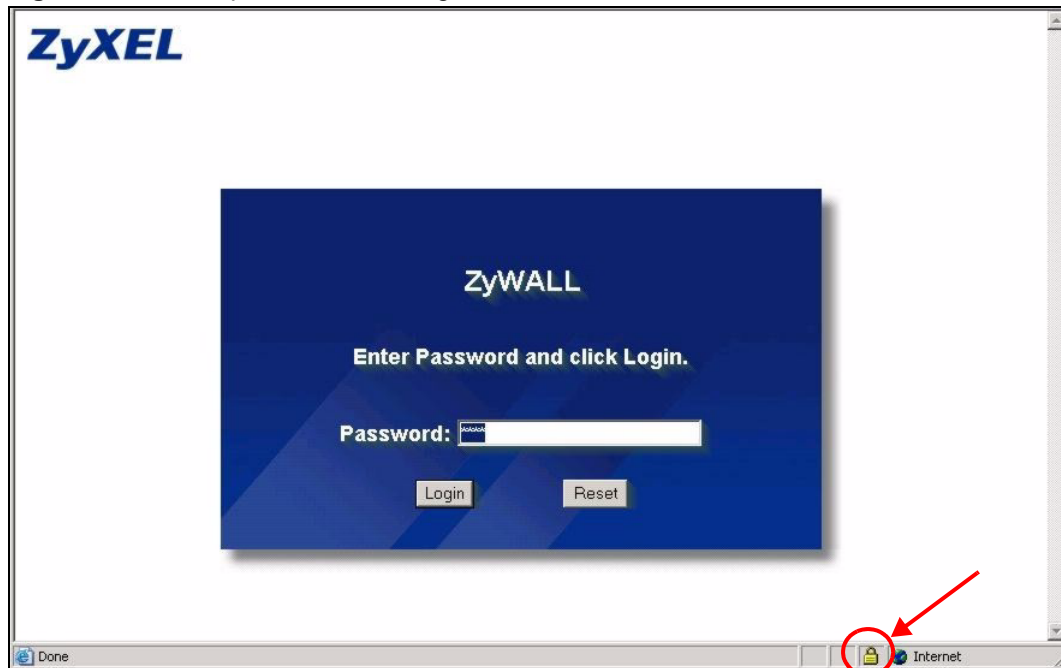 ZyXEL
ZyWALL
Enter Password and click Login.
Password: ****
Login Reset
Done Internet